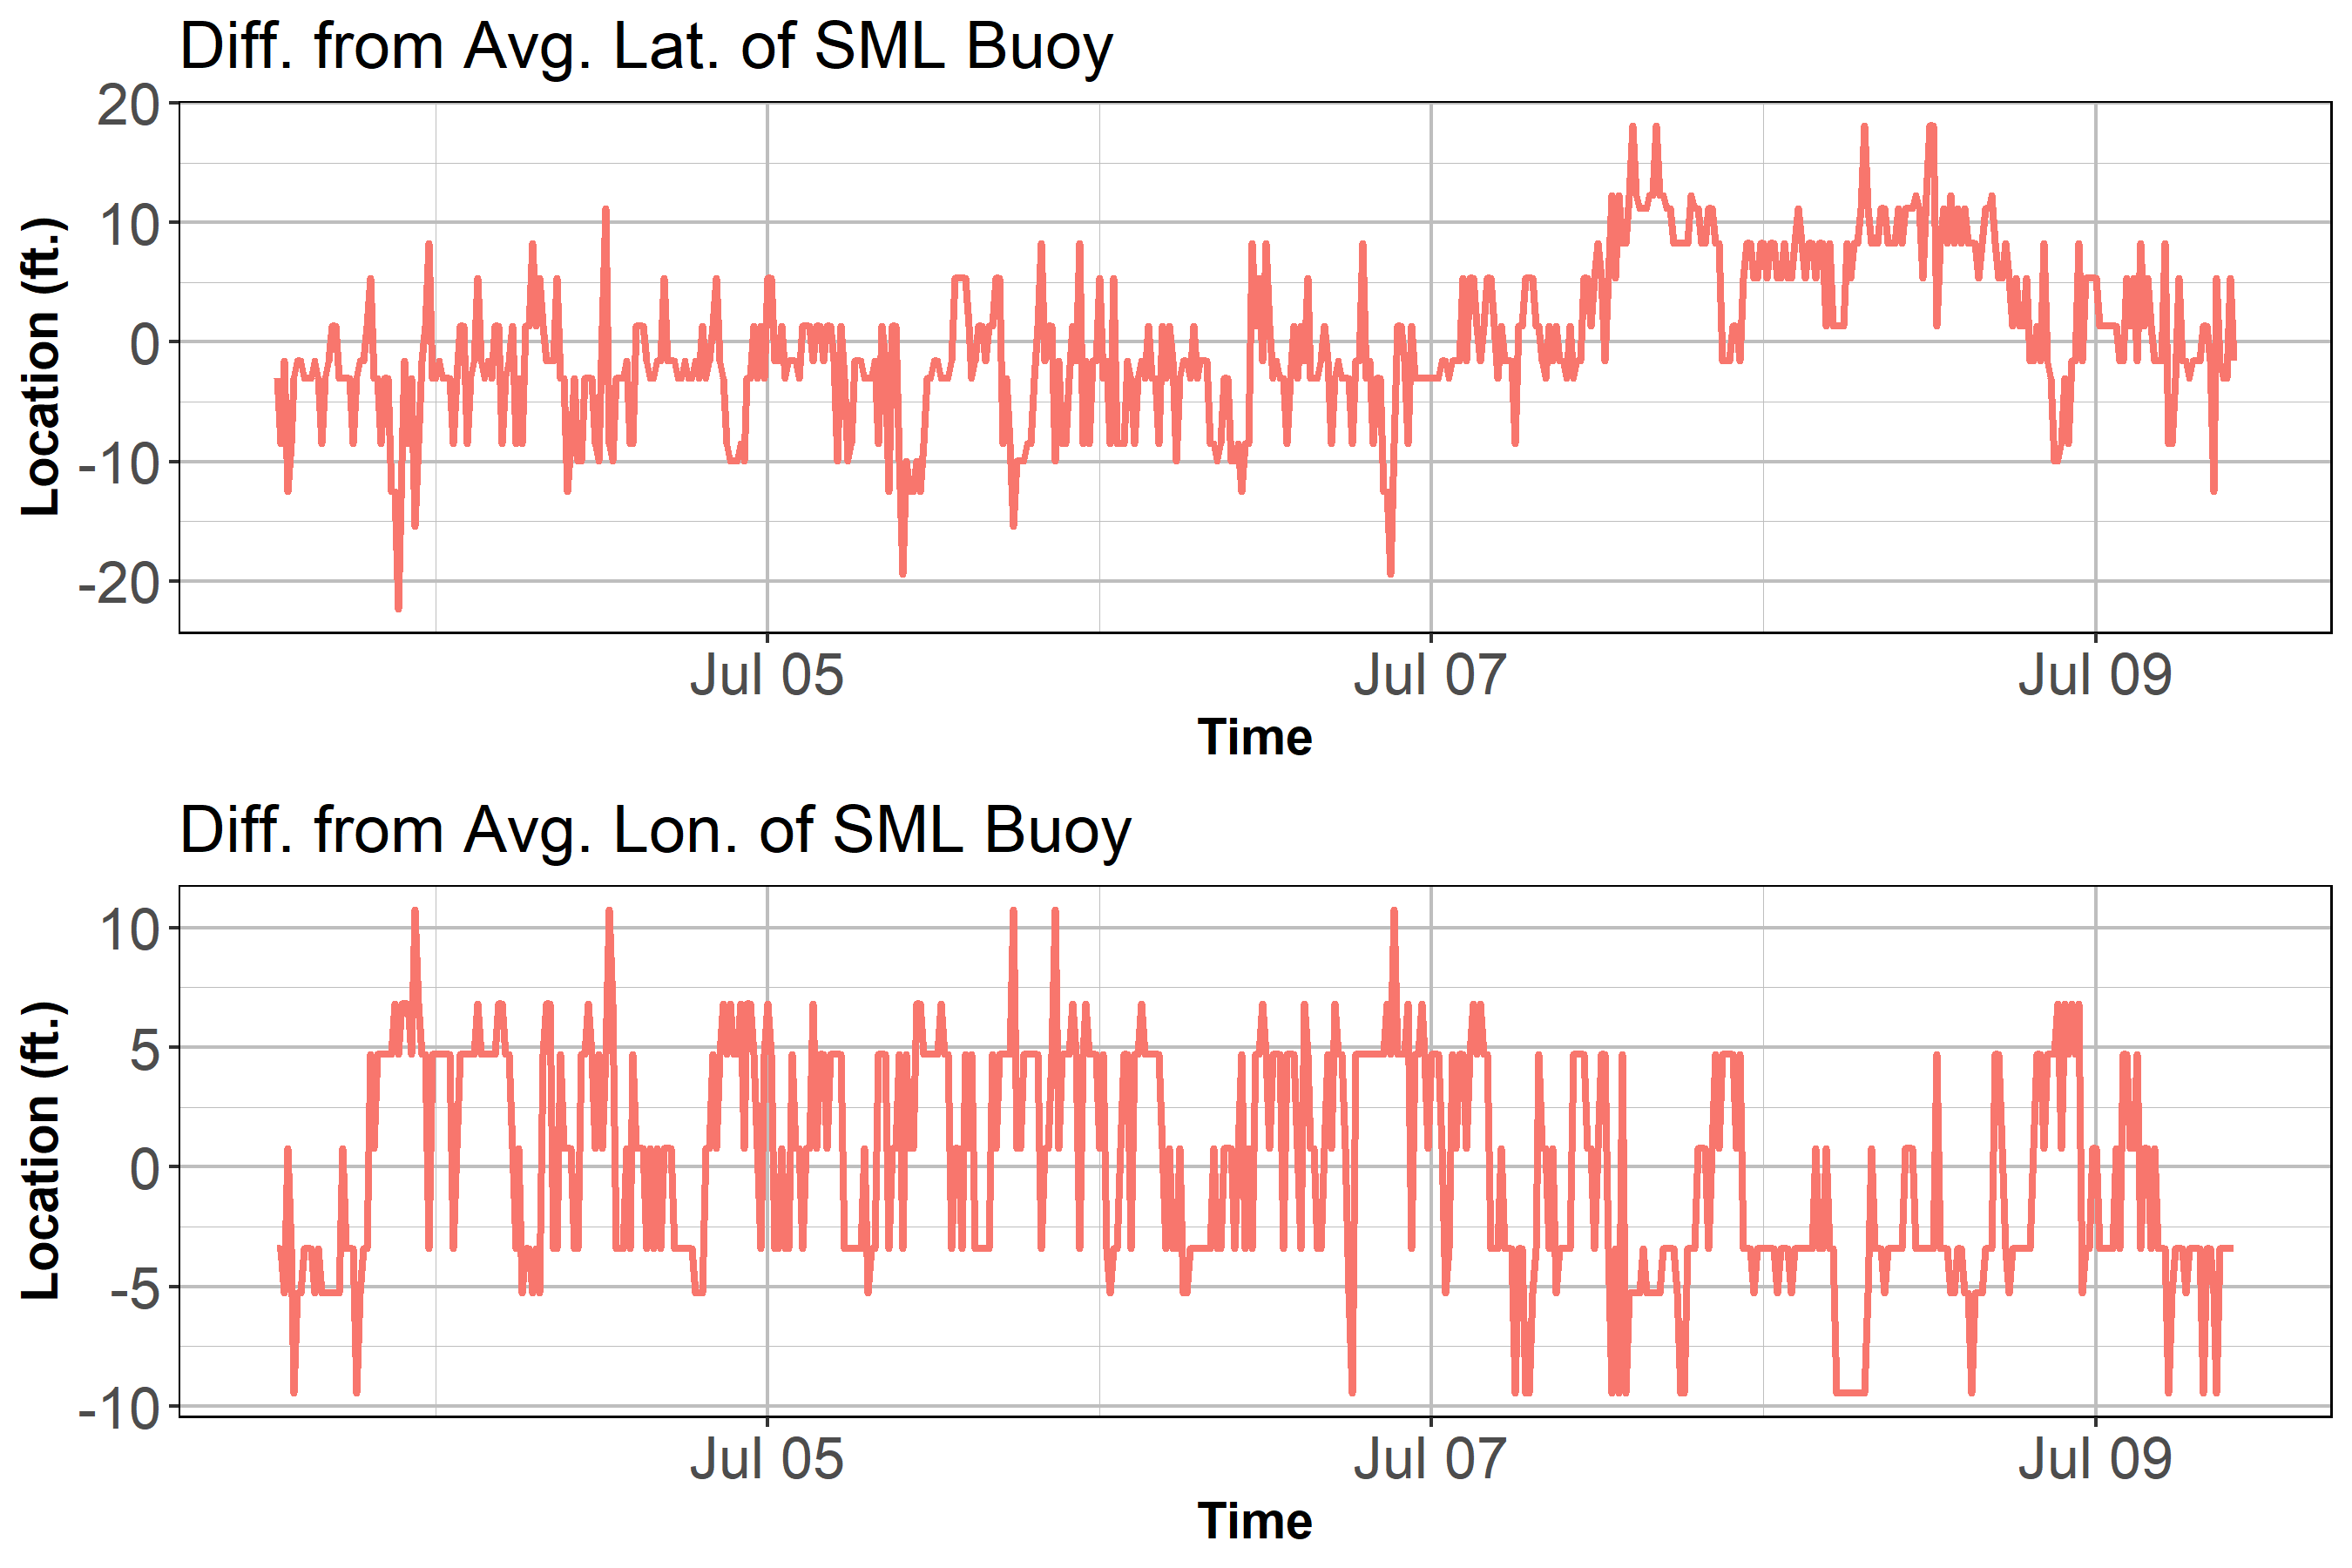 Diff. from Avg. Lat. of SML Buoy
20
10
0
-10
-20
Location (ft.)
Jul 05 Jul 07 Jul 09
Time
Diff. from Avg. Lon. of SML Buoy
10
5
0
-5
-10
Location (ft.)
Jul 05 Jul 07 Jul 09
Time